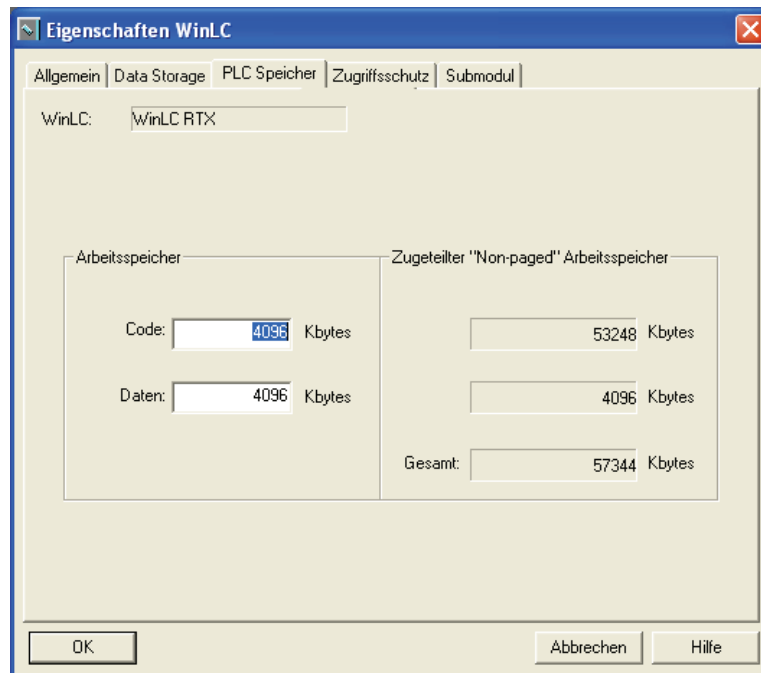 Eigenschaften WinLC
Allgemein Data Storage PLC Speicher Zugriffsschutz Submodul
WinLC: WinLC RTX
Arbeitsspeicher Zugeteilter "Non-paged" Arbeitsspeicher
Code: 4096 Kbytes 53248 Kbytes
Daten: 4096 Kbytes 4096 Kbytes
Gesamt: 57344 Kbytes
OK Abbrechen Hilfe